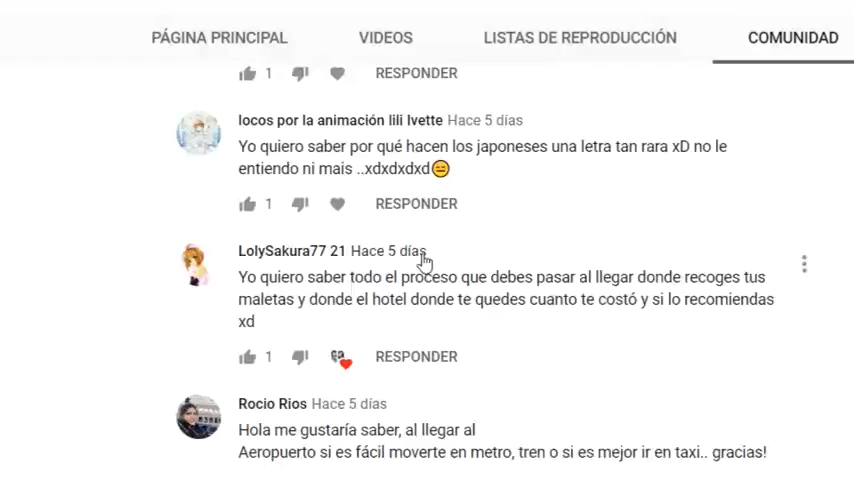 PÁGINA PRINCIPAL VIDEOS LISTAS DE REPRODUCCIÓN COMUNIDAD
1 RESPONDER
locos por la animación lili Ivette Hace 5 días
Yo quiero saber por qué hacen los japoneses una letra tan rara xD no le
entiendo ni mais ..xdxdxdxd😑
1 RESPONDER
LolySakura77 21 Hace 5 días
Yo quiero saber todo el proceso que debes pasar al llegar donde recoges tus
maletas y donde el hotel donde te quedes cuanto te costó y si lo recomiendas
xd
1 RESPONDER
Rocio Rios Hace 5 días
Hola me gustaría saber, al llegar al
Aeropuerto si es fácil moverte en metro, tren o si es mejor ir en taxi.. gracias!